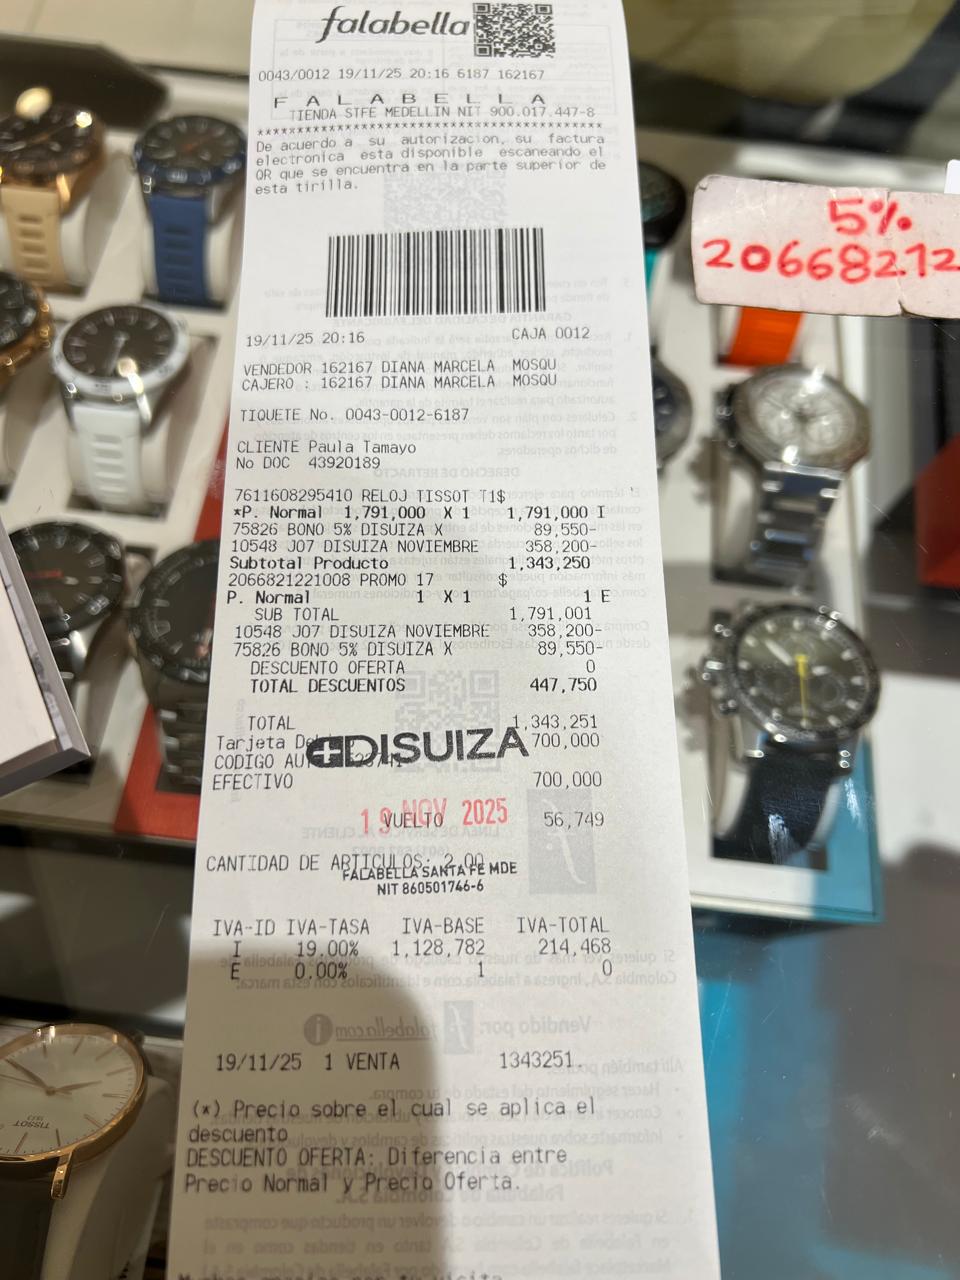 falabella
0043/0012 19/11/25 20:16 6187 162167
F A L A B E L L A
TIENDA STFE MEDELLIN NIT 900.017.447-8
******************************************
De acuerdo a su autorizacion, su factura
electronica esta disponible escaneando el
QR que se encuentra en la parte superior de
esta tirilla.
5%
20668212
19/11/25 20:16 CAJA 0012
VENDEDOR 162167 DIANA MARCELA MOSQU
CAJERO : 162167 DIANA MARCELA MOSQU
TIQUETE No. 0043-0012-6187
CLIENTE Paula Tamayo
No DOC 43920189
7611608295410 RELOJ TISSOT T1$
*P. Normal 1,791,000 X 1 1,791,000 I
75826 BONO 5% DISUIZA X 89,550-
10548 J07 DISUIZA NOVIEMBRE 358,200-
Subtotal Producto 1,343,250
2066821221008 PROMO 17 $
P. Normal 1 X 1 1 E
SUB TOTAL 1,791,001
10548 J07 DISUIZA NOVIEMBRE 358,200-
75826 BONO 5% DISUIZA X 89,550-
DESCUENTO OFERTA 0
TOTAL DESCUENTOS 447,750
TOTAL 1,343,251
Tarjeta 700,000
DISUIZA
CODIGO
EFECTIVO 700,000
19 NOV 2025
VUELTO 56,749
CANTIDAD DE ARTICULOS: 2.00
FALABELLA SANTA FE MDE
NIT 860501746-6
IVA-ID IVA-TASA IVA-BASE IVA-TOTAL
I 19.00% 1,128,782 214,468
E 0.00% 1 0
19/11/25 1 VENTA 1343251.
(*) Precio sobre el cual se aplica el
descuento
DESCUENTO OFERTA: Diferencia entre
Precio Normal y Precio Oferta.
TISSOT